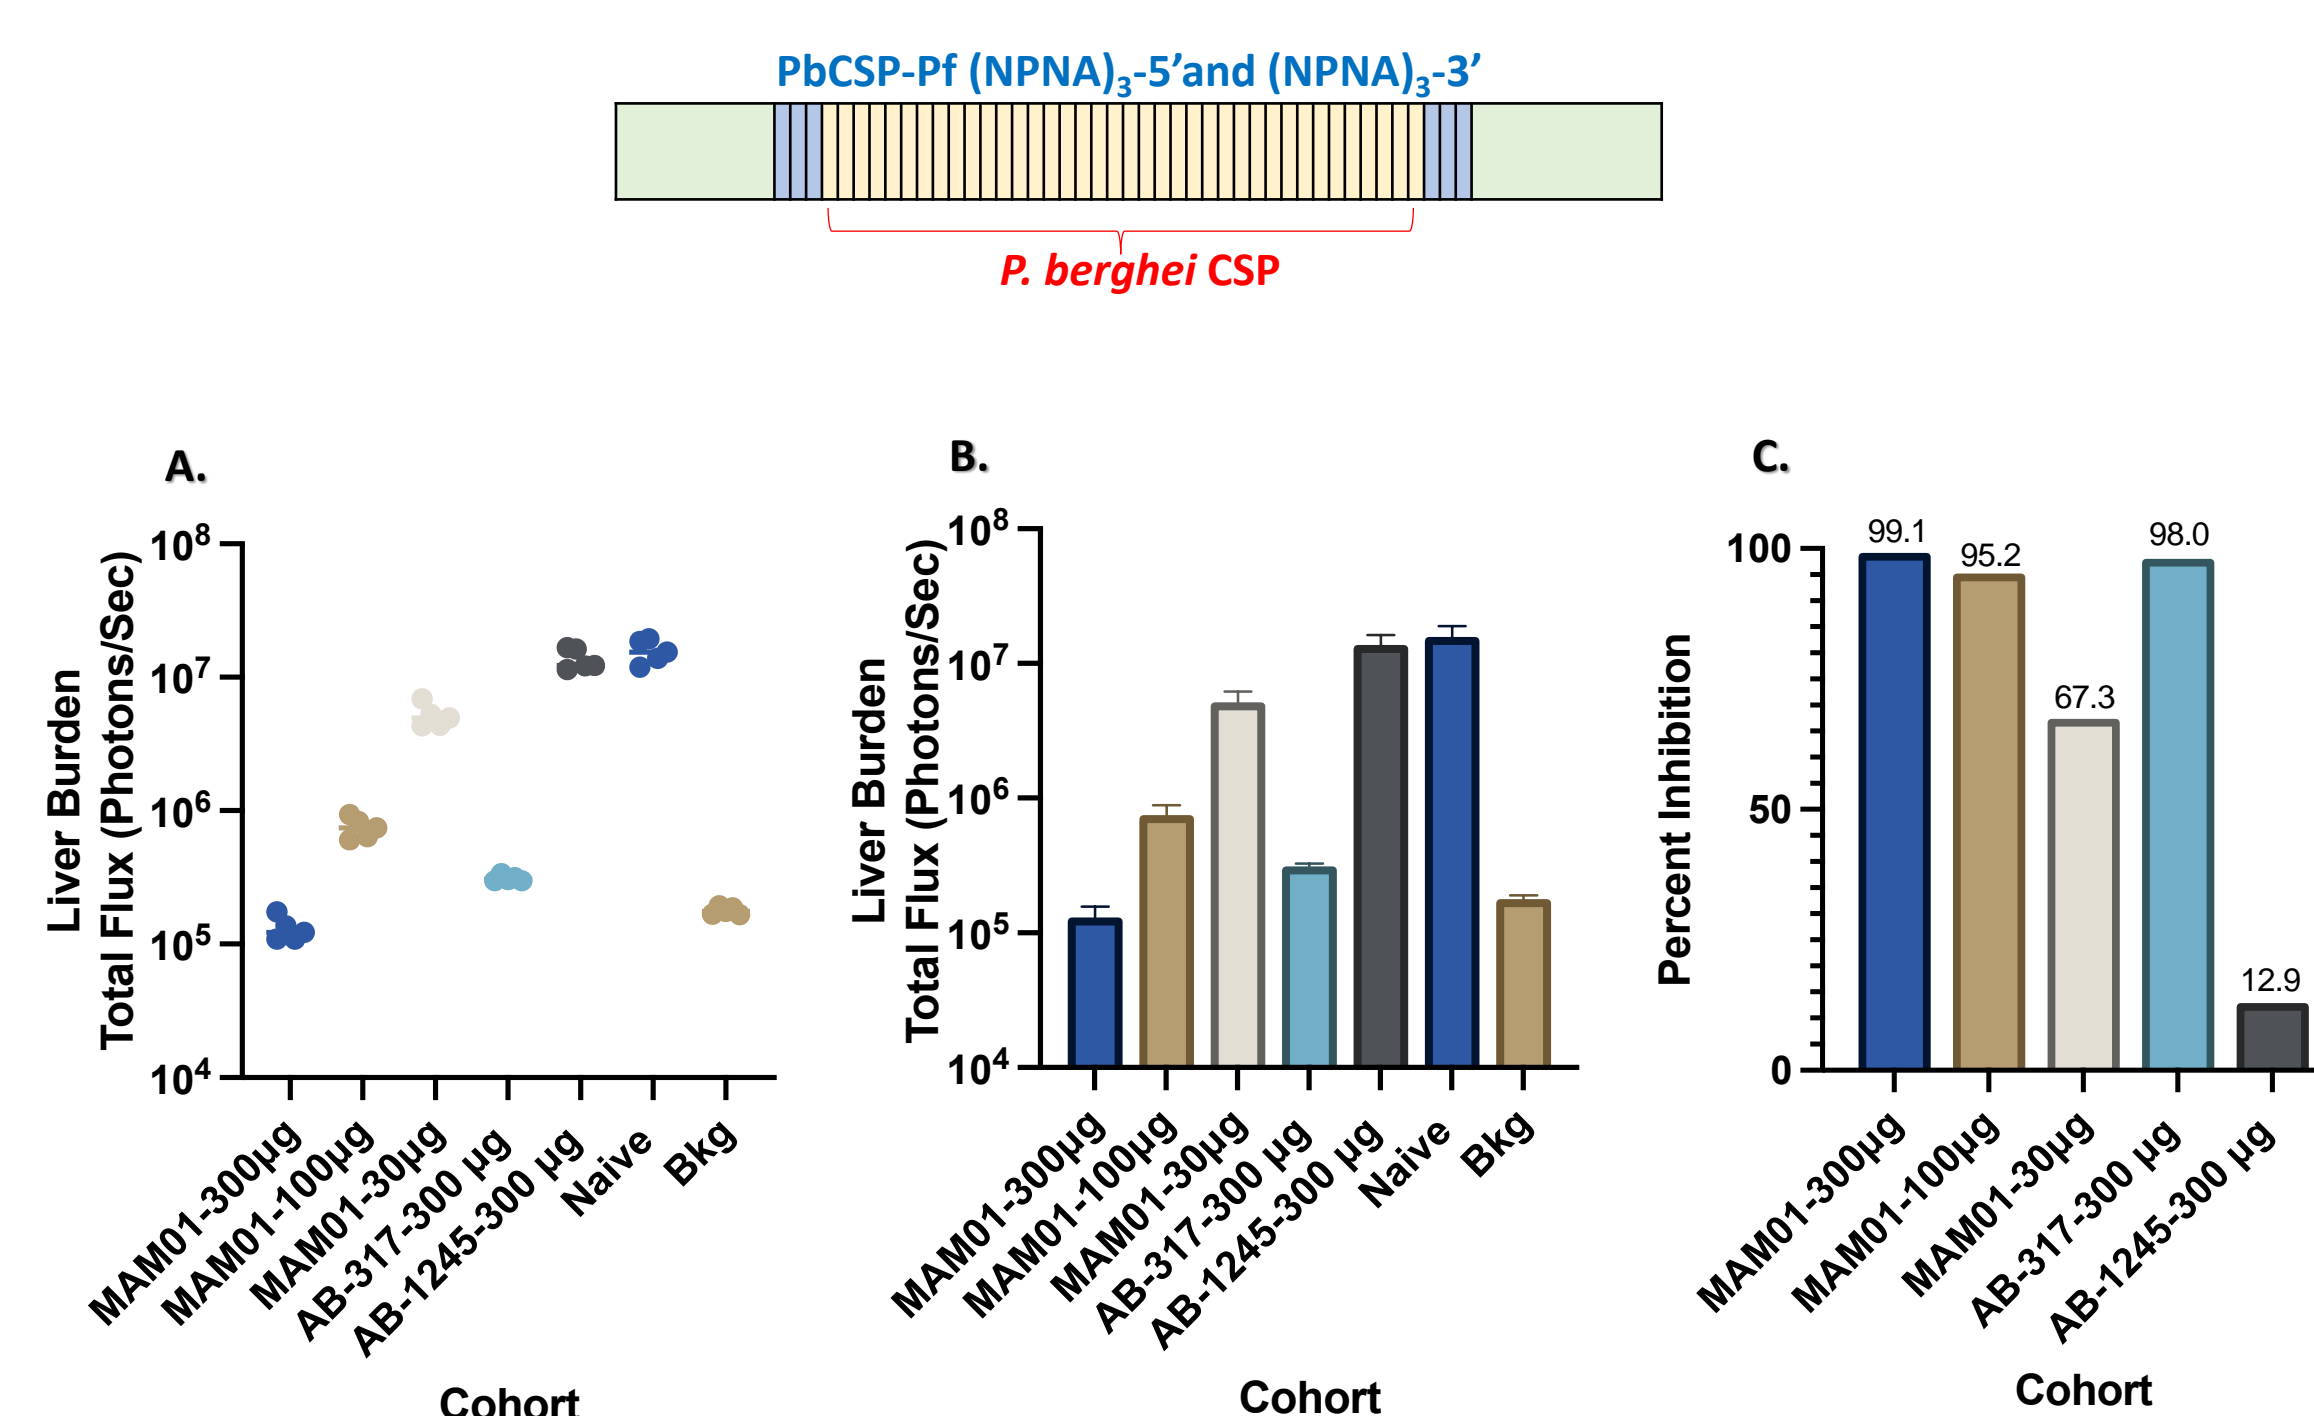 PbCSP-Pf (NPNA)3-5’and (NPNA)3-3’
P. berghei CSP
A.
Liver Burden
Total Flux (Photons/Sec)
10^8
10^7
10^6
10^5
10^4
MAM01-300µg
MAM01-100µg
MAM01-30µg
AB-317-300 µg
AB-1245-300 µg
Naive
Bkg
Cohort
B.
Liver Burden
Total Flux (Photons/Sec)
10^8
10^7
10^6
10^5
10^4
MAM01-300µg
MAM01-100µg
MAM01-30µg
AB-317-300 µg
AB-1245-300 µg
Naive
Bkg
Cohort
C.
Percent Inhibition
100
50
0
99.1
95.2
67.3
98.0
12.9
MAM01-300µg
MAM01-100µg
MAM01-30µg
AB-317-300 µg
AB-1245-300 µg
Cohort